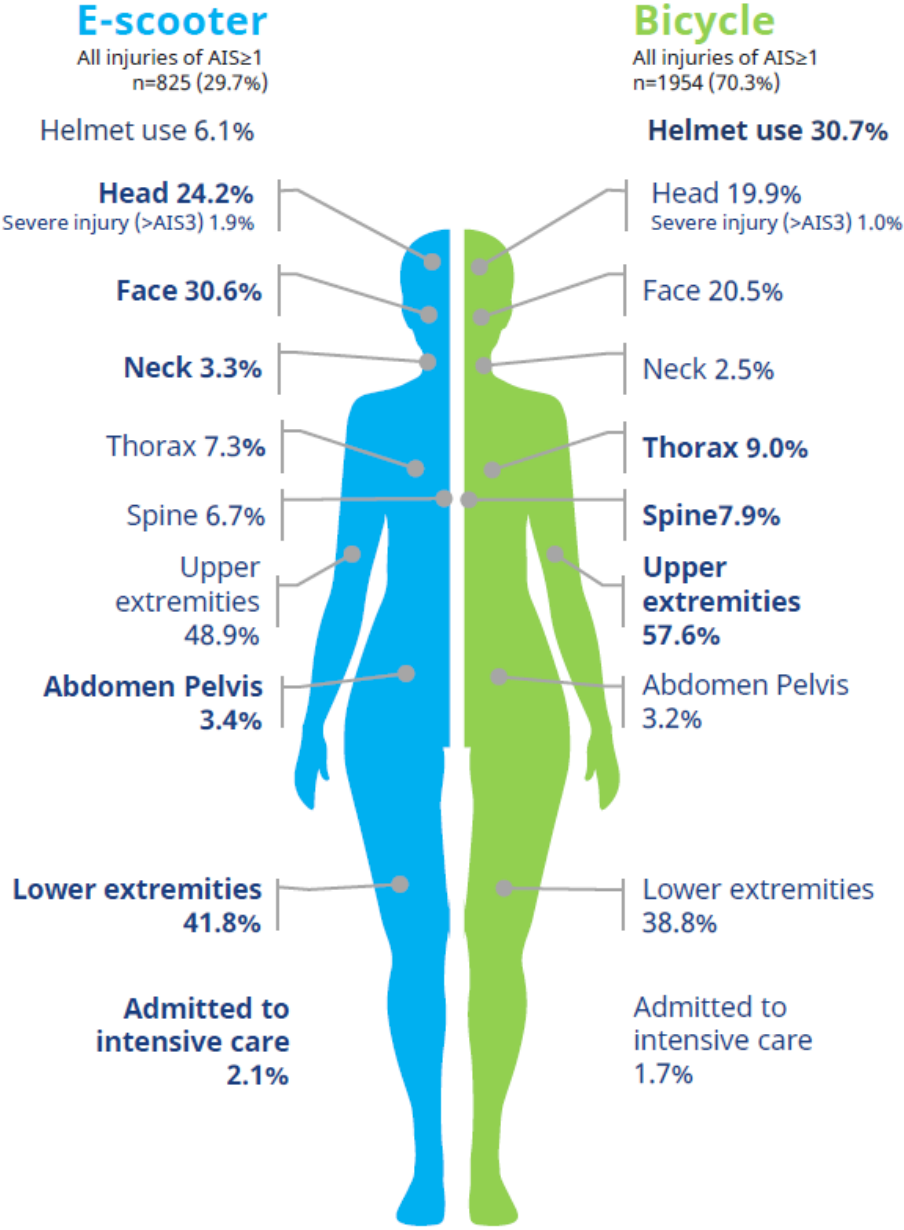 E-scooter
All injuries of AIS≥1
n=825 (29.7%)
Helmet use 6.1%
Head 24.2%
Severe injury (>AIS3) 1.9%
Face 30.6%
Neck 3.3%
Thorax 7.3%
Spine 6.7%
Upper
extremities
48.9%
Abdomen Pelvis
3.4%
Lower extremities
41.8%
Admitted to
intensive care
2.1%
Bicycle
All injuries of AIS≥1
n=1954 (70.3%)
Helmet use 30.7%
Head 19.9%
Severe injury (>AIS3) 1.0%
Face 20.5%
Neck 2.5%
Thorax 9.0%
Spine7.9%
Upper
extremities
57.6%
Abdomen Pelvis
3.2%
Lower extremities
38.8%
Admitted to
intensive care
1.7%